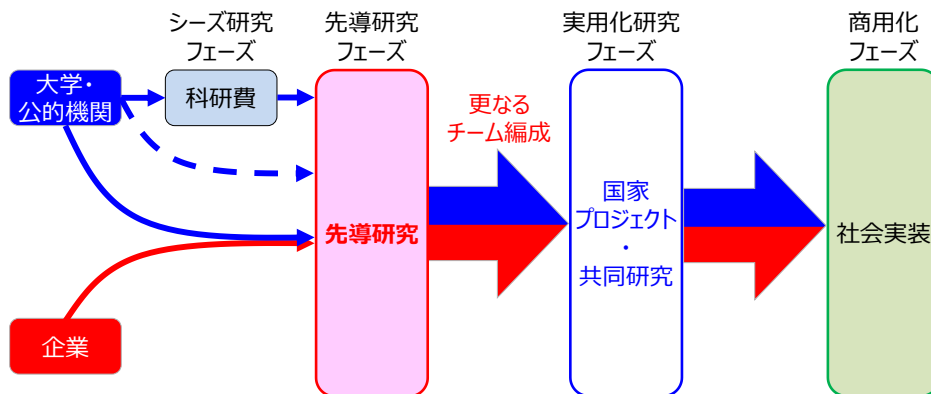 シーズ研究
フェーズ
先導研究
フェーズ
実用化研究
フェーズ
商用化
フェーズ
大学・
公的機関
科研費
更なる
チーム編成
先導研究
国家
プロジェクト
・
共同研究
社会実装
企業